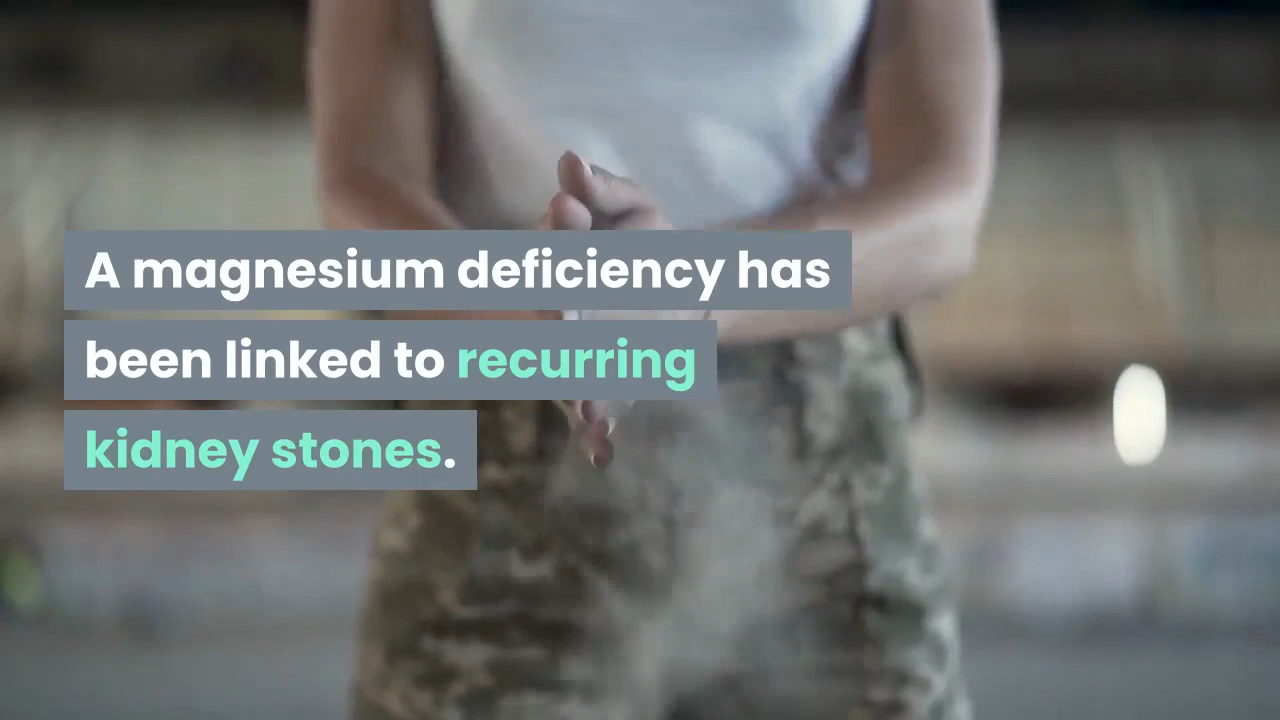 A magnesium deficiency has
been linked to recurring
kidney stones.